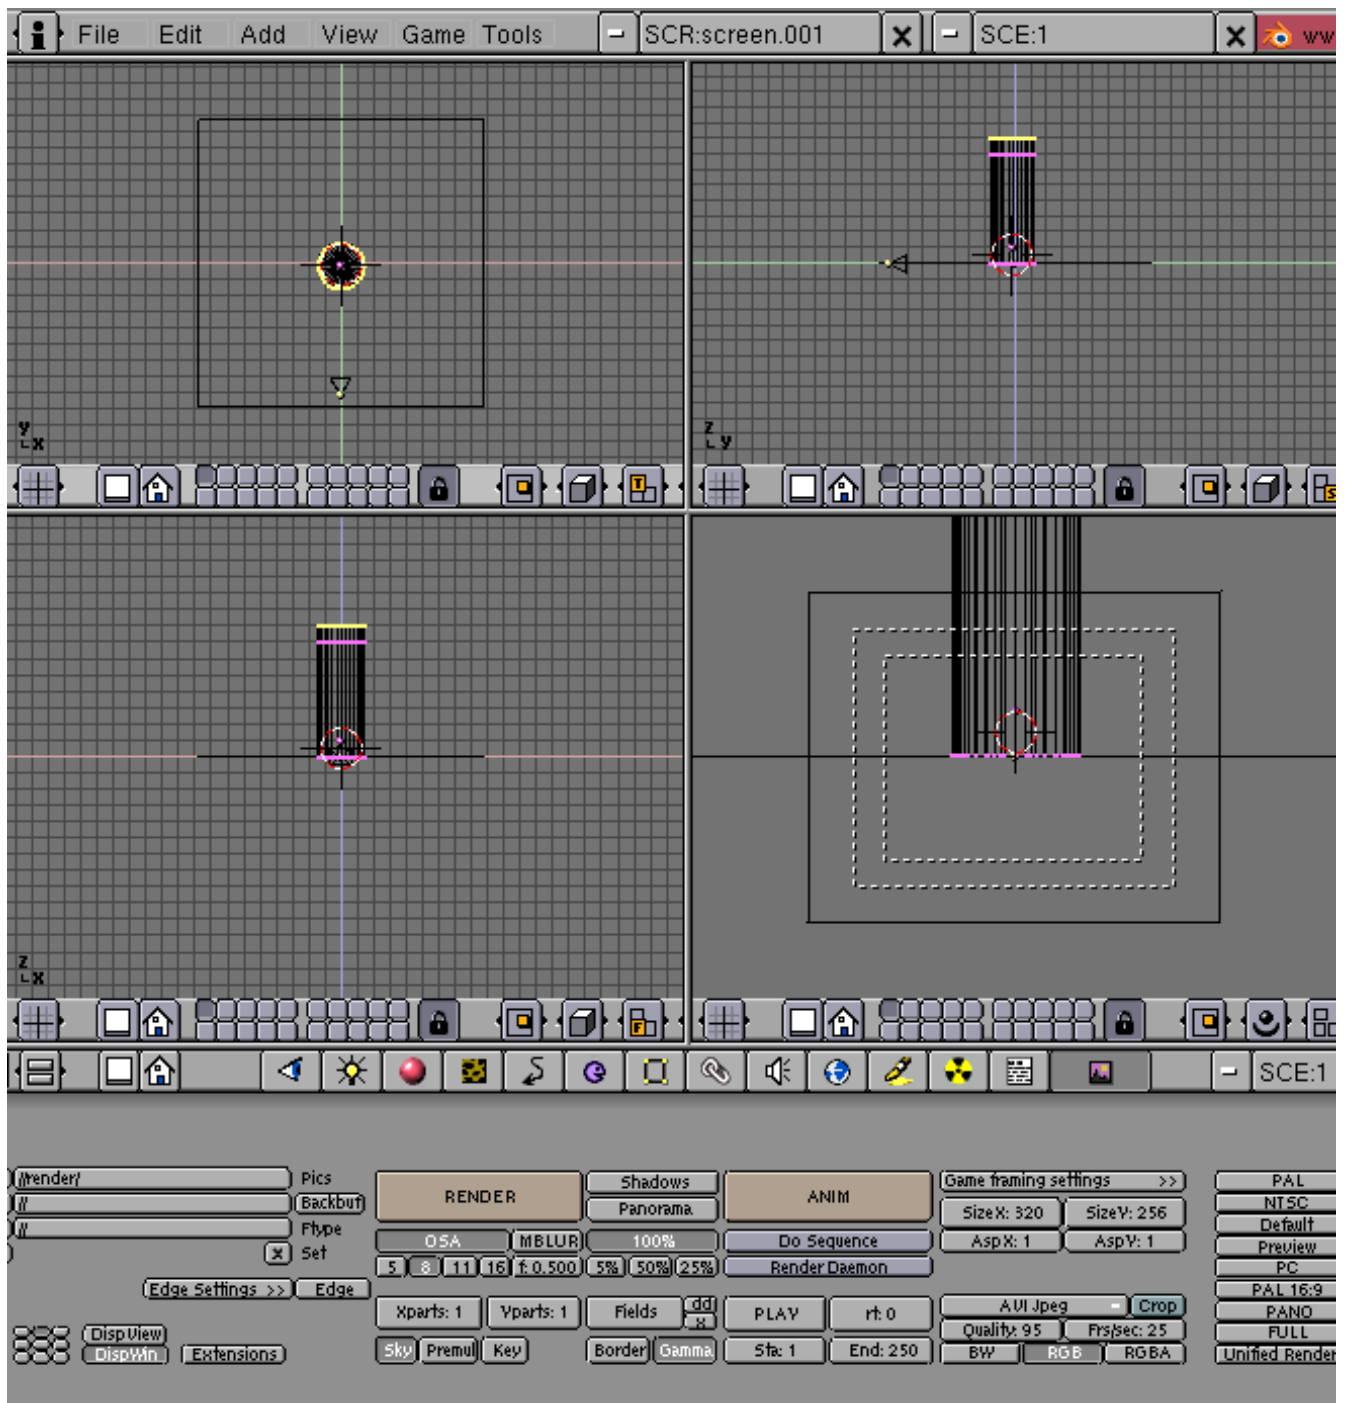 File Edit Add View Game Tools - SCR:screen.001 X - SCE:1 X ww
y
x
z
y
T
S
z
x
F
- SCE:1
//render/ Pics
// Backbuf
// Ftype
X Set
Edge Settings >> Edge
DispView
DispWin Extensions
RENDER
Shadows
Panorama
OSA MBLUR 100%
5 8 11 16 f: 0.500 5% 50% 25%
Xparts: 1 Yparts: 1 Fields dd
x
Sky Premul Key Border Gamma
ANIM
Do Sequence
Render Daemon
PLAY rt: 0
Sta: 1 End: 250
Game framing settings >>
SizeX: 320 SizeY: 256
AspX: 1 AspY: 1
AVI Jpeg - Crop
Quality: 95 Frs/sec: 25
BW RGB RGBA
PAL
NTSC
Default
Preview
PC
PAL 16:9
PANO
FULL
Unified Render